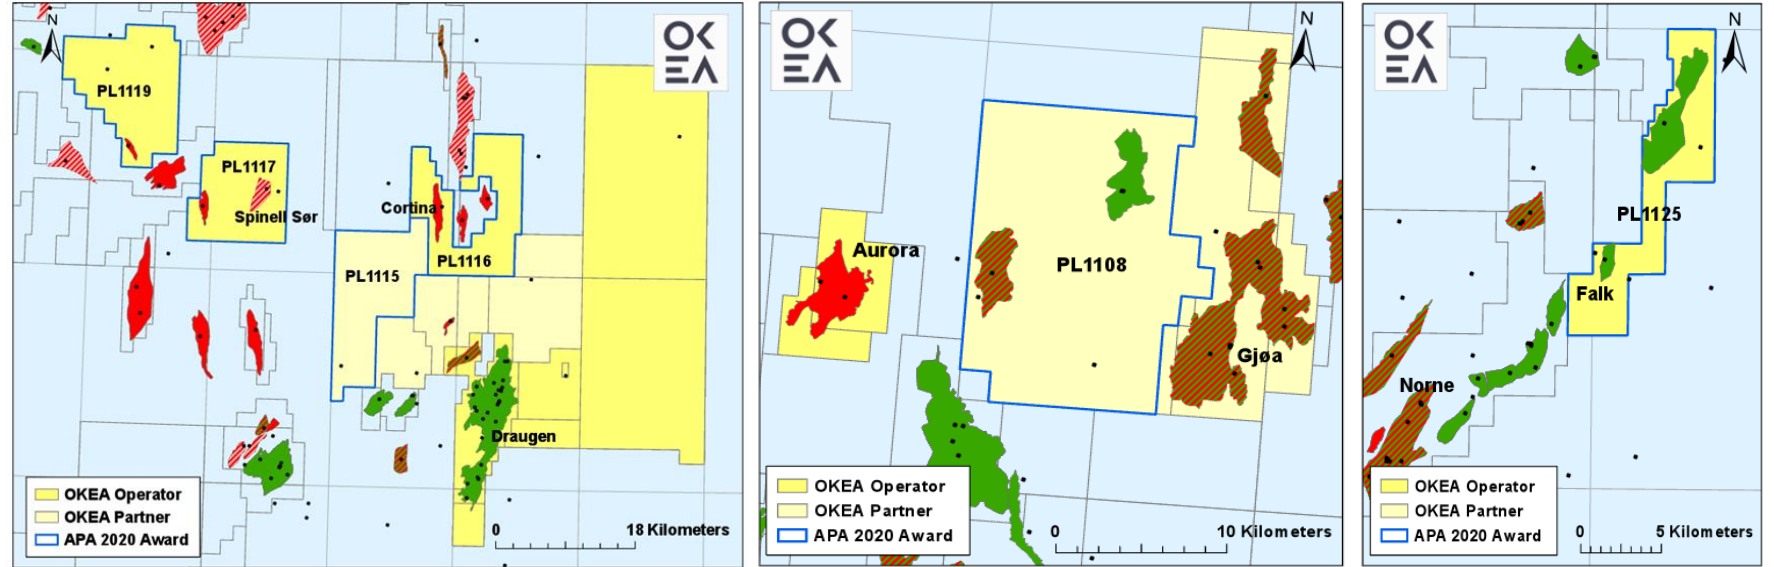 N
OK
EA
PL1119
PL1117
Spinell Sør
Cortina
PL1116
PL1115
Draugen
OKEA Operator
OKEA Partner
APA 2020 Award
0 18 Kilometers
OK
EA
N
Aurora
PL1108
Gjøa
OKEA Operator
OKEA Partner
APA 2020 Award
0 10 Kilometers
OK
EA
N
PL1125
Falk
Norne
OKEA Operator
OKEA Partner
APA 2020 Award
0 5 Kilometers